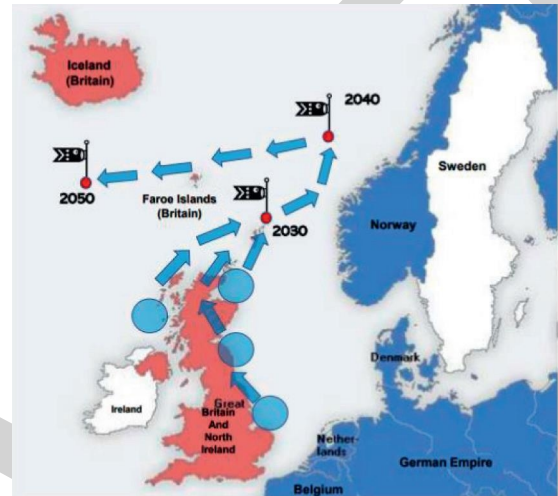 Iceland
(Britain)
2040
2050
Faroe Islands
(Britain)
2030
Sweden
Norway
Denmark
Ireland
Great
Britain
And
North
Ireland
Nether-
lands
German Empire
Belgium